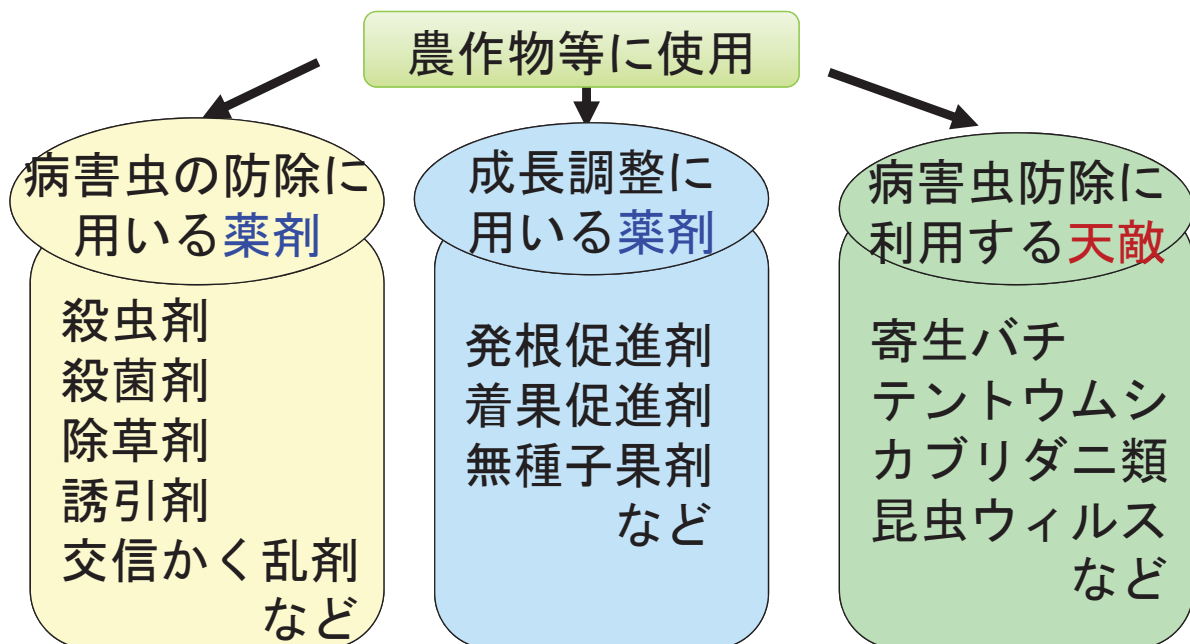 農作物等に使用
病害虫の防除に
用いる薬剤
殺虫剤
殺菌剤
除草剤
誘引剤
交信かく乱剤
など
成長調整に
用いる薬剤
発根促進剤
着果促進剤
無種子果剤
など
病害虫防除に
利用する天敵
寄生バチ
テントウムシ
カブリダニ類
昆虫ウィルス
など